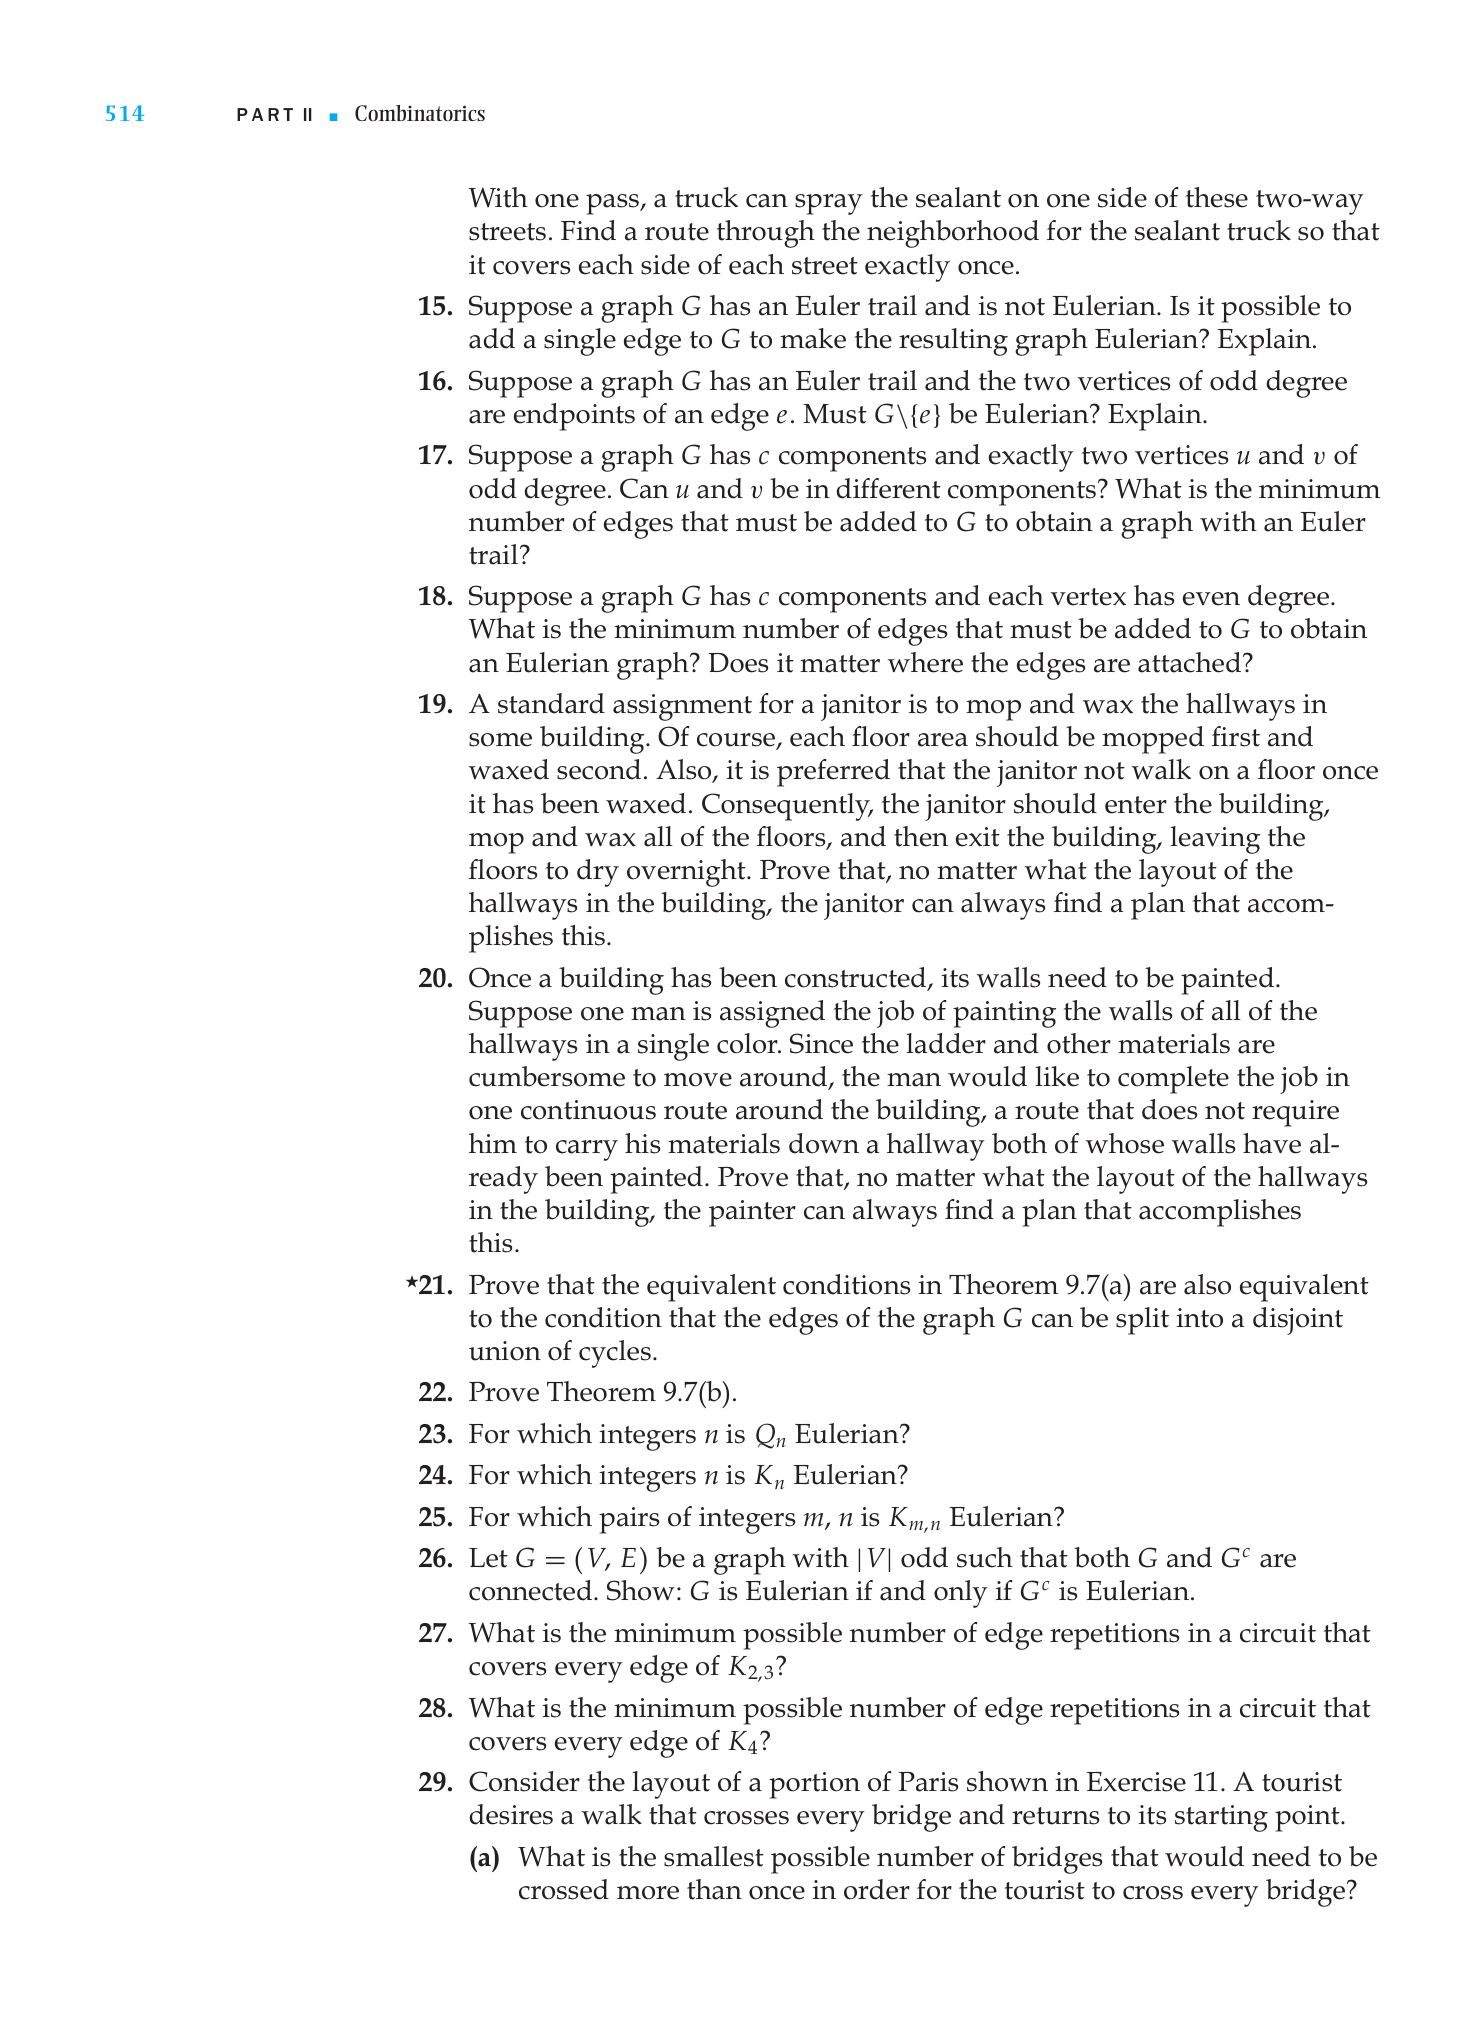 514 PART II ■ Combinatorics
With one pass, a truck can spray the sealant on one side of these two-way
streets. Find a route through the neighborhood for the sealant truck so that
it covers each side of each street exactly once.
15. Suppose a graph G has an Euler trail and is not Eulerian. Is it possible to
add a single edge to G to make the resulting graph Eulerian? Explain.
16. Suppose a graph G has an Euler trail and the two vertices of odd degree
are endpoints of an edge e. Must G\{e} be Eulerian? Explain.
17. Suppose a graph G has c components and exactly two vertices u and v of
odd degree. Can u and v be in different components? What is the minimum
number of edges that must be added to G to obtain a graph with an Euler
trail?
18. Suppose a graph G has c components and each vertex has even degree.
What is the minimum number of edges that must be added to G to obtain
an Eulerian graph? Does it matter where the edges are attached?
19. A standard assignment for a janitor is to mop and wax the hallways in
some building. Of course, each floor area should be mopped first and
waxed second. Also, it is preferred that the janitor not walk on a floor once
it has been waxed. Consequently, the janitor should enter the building,
mop and wax all of the floors, and then exit the building, leaving the
floors to dry overnight. Prove that, no matter what the layout of the
hallways in the building, the janitor can always find a plan that accom-
plishes this.
20. Once a building has been constructed, its walls need to be painted.
Suppose one man is assigned the job of painting the walls of all of the
hallways in a single color. Since the ladder and other materials are
cumbersome to move around, the man would like to complete the job in
one continuous route around the building, a route that does not require
him to carry his materials down a hallway both of whose walls have al-
ready been painted. Prove that, no matter what the layout of the hallways
in the building, the painter can always find a plan that accomplishes
this.
★21. Prove that the equivalent conditions in Theorem 9.7(a) are also equivalent
to the condition that the edges of the graph G can be split into a disjoint
union of cycles.
22. Prove Theorem 9.7(b).
23. For which integers n is Qₙ Eulerian?
24. For which integers n is Kₙ Eulerian?
25. For which pairs of integers m, n is Kₘ,ₙ Eulerian?
26. Let G = (V, E) be a graph with |V| odd such that both G and Gᶜ are
connected. Show: G is Eulerian if and only if Gᶜ is Eulerian.
27. What is the minimum possible number of edge repetitions in a circuit that
covers every edge of K₂,₃?
28. What is the minimum possible number of edge repetitions in a circuit that
covers every edge of K₄?
29. Consider the layout of a portion of Paris shown in Exercise 11. A tourist
desires a walk that crosses every bridge and returns to its starting point.
(a) What is the smallest possible number of bridges that would need to be
crossed more than once in order for the tourist to cross every bridge?